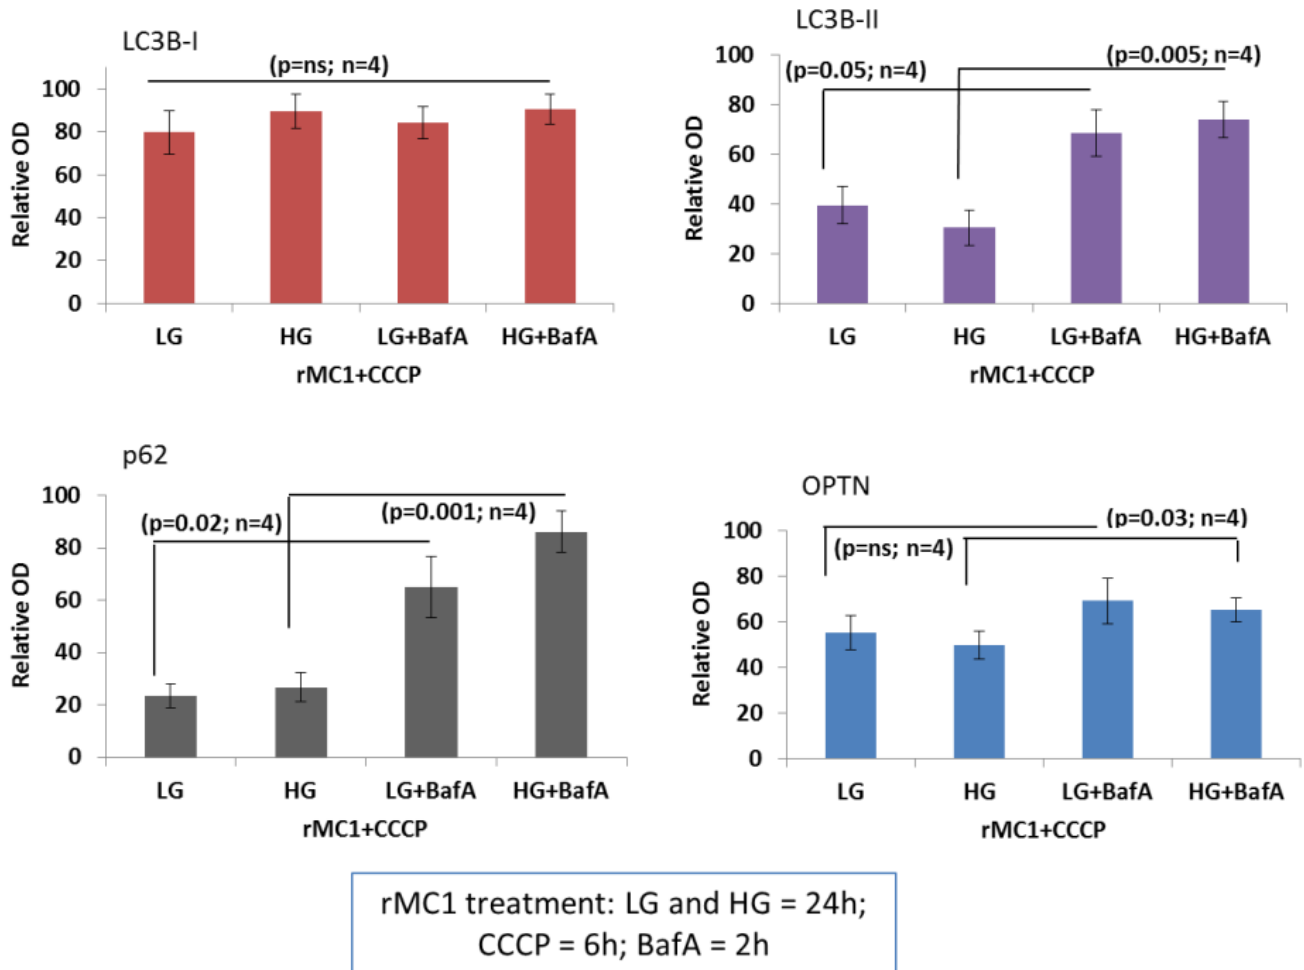 LC3B-I
(p=ns; n=4)
100
80
60
40
20
0
Relative OD
LG HG LG+BafA HG+BafA
rMC1+CCCP
LC3B-II
(p=0.05; n=4)
(p=0.005; n=4)
100
80
60
40
20
0
Relative OD
LG HG LG+BafA HG+BafA
rMC1+CCCP
p62
(p=0.02; n=4)
(p=0.001; n=4)
100
80
60
40
20
0
Relative OD
LG HG LG+BafA HG+BafA
rMC1+CCCP
OPTN
(p=ns; n=4)
(p=0.03; n=4)
100
80
60
40
20
0
Relative OD
LG HG LG+BafA HG+BafA
rMC1+CCCP
rMC1 treatment: LG and HG = 24h;
CCCP = 6h; BafA = 2h